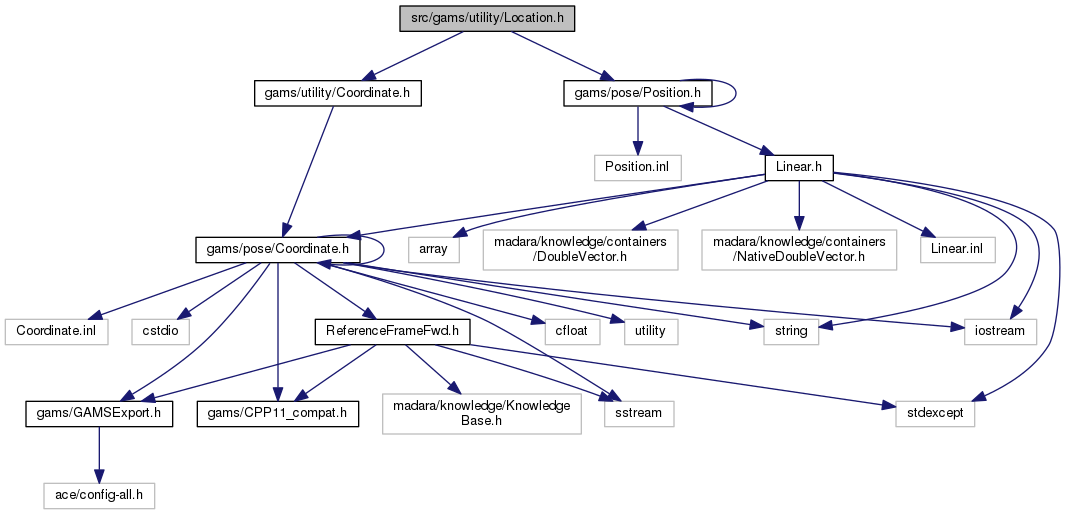 src/gams/utility/Location.h
gams/utility/Coordinate.h
gams/pose/Position.h
Position.inl
Linear.h
gams/pose/Coordinate.h
array
madara/knowledge/containers
/DoubleVector.h
madara/knowledge/containers
/NativeDoubleVector.h
Linear.inl
Coordinate.inl
cstdio
ReferenceFrameFwd.h
cfloat
utility
string
iostream
gams/GAMSExport.h
gams/CPP11_compat.h
madara/knowledge/Knowledge
Base.h
sstream
stdexcept
ace/config-all.h